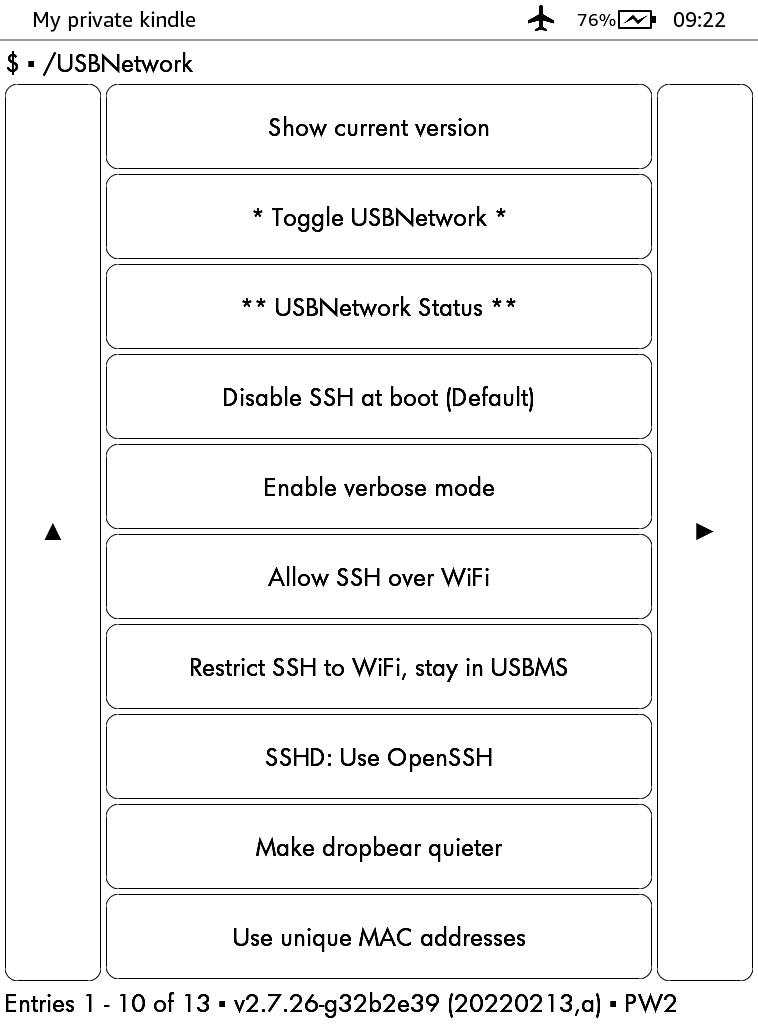 My private kindle 76% 09:22
$ ▪ /USBNetwork
Show current version
* Toggle USBNetwork *
** USBNetwork Status **
Disable SSH at boot (Default)
Enable verbose mode
Allow SSH over WiFi
Restrict SSH to WiFi, stay in USBMS
SSHD: Use OpenSSH
Make dropbear quieter
Use unique MAC addresses
Entries 1 - 10 of 13 ▪ v2.7.26-g32b2e39 (20220213,a) ▪ PW2